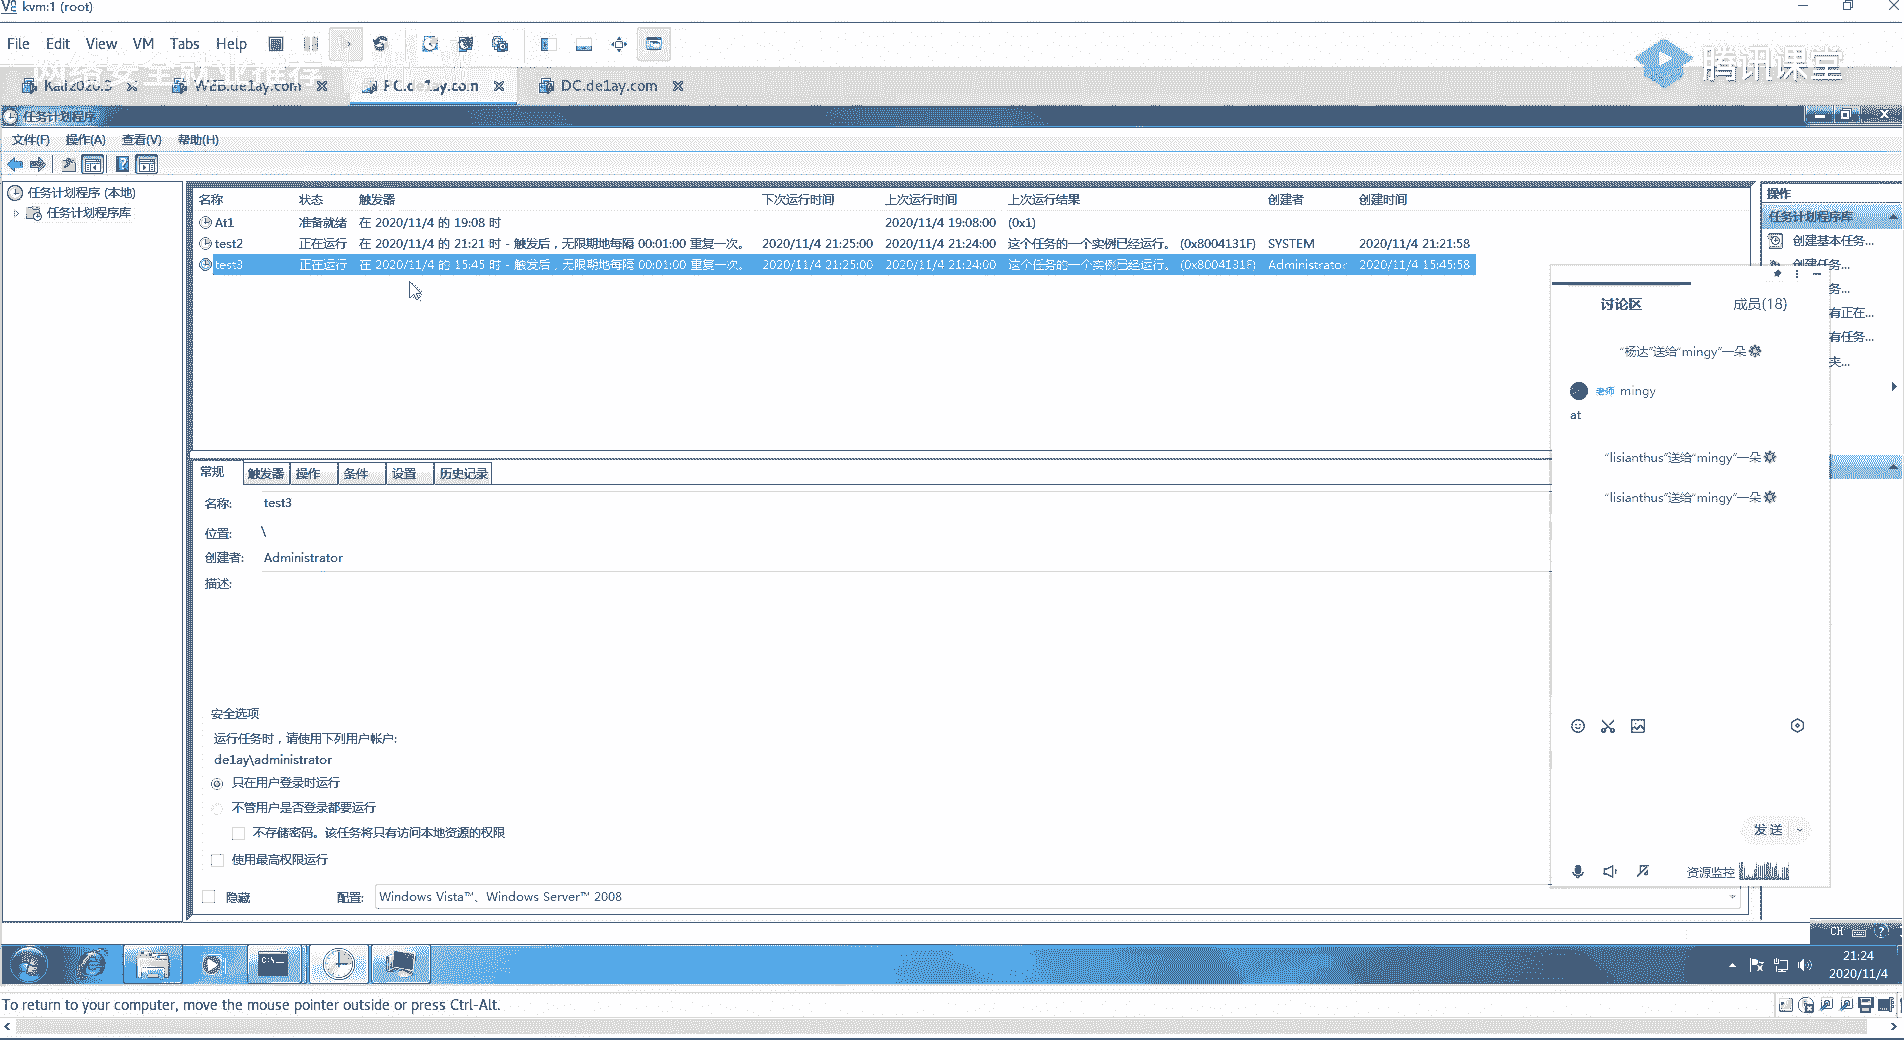 kvm:1 (root)
File Edit View VM Tabs Help
网络安全就业推荐
腾讯课堂
Kali2020.3 WEB.de1ay.com PC.de1ay.com DC.de1ay.com
任务计划程序
文件(F) 操作(A) 查看(V) 帮助(H)
任务计划程序 (本地)
任务计划程序库
名称 状态 触发器 下次运行时间 上次运行时间 上次运行结果 创建者 创建时间
At1 准备就绪 在 2020/11/4 的 19:08 时 2020/11/4 19:08:00 (0x1)
test2 正在运行 在 2020/11/4 的 21:21 时 - 触发后，无限期地每隔 00:01:00 重复一次。 2020/11/4 21:25:00 2020/11/4 21:24:00 这个任务的一个实例已经运行。 (0x8004131F) SYSTEM 2020/11/4 21:21:58
test3 正在运行 在 2020/11/4 的 15:45 时 - 触发后，无限期地每隔 00:01:00 重复一次。 2020/11/4 21:25:00 2020/11/4 21:24:00 这个任务的一个实例已经运行。 (0x8004131F) Administrator 2020/11/4 15:45:58
操作
任务计划程序库
创建基本任务...
创建任务...
务...
有正在...
有任务...
夹...
讨论区 成员(18)
“杨达”送给“mingy”一朵
老师 mingy
at
“lisianthus”送给“mingy”一朵
“lisianthus”送给“mingy”一朵
发送
资源监控
常规 触发器 操作 条件 设置 历史记录
名称: test3
位置: \
创建者: Administrator
描述:
安全选项
运行任务时，请使用下列用户帐户:
de1ay\administrator
只在用户登录时运行
不管用户是否登录都要运行
不存储密码。该任务将只有访问本地资源的权限
使用最高权限运行
隐藏 配置: Windows Vista™、Windows Server™ 2008
CH
21:24
2020/11/4
To return to your computer, move the mouse pointer outside or press Ctrl-Alt.